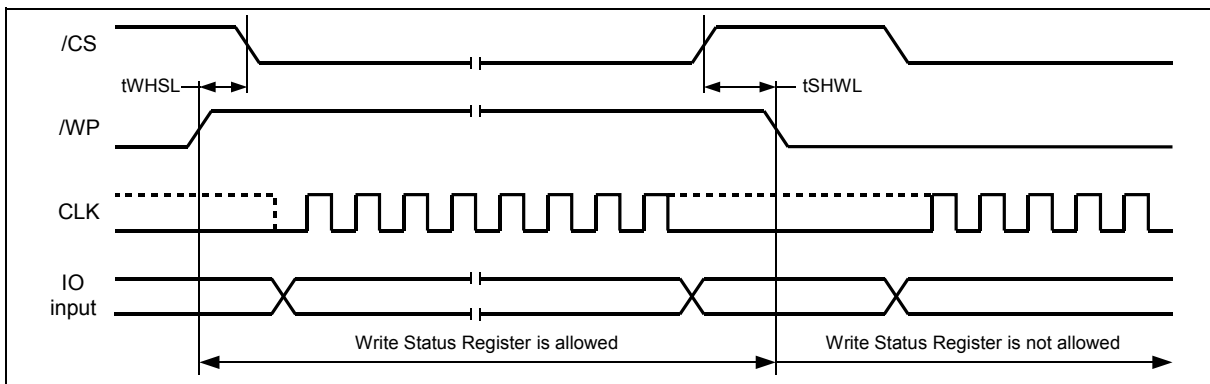 /CS
tWHSL
tSHWL
/WP
CLK
IO
input
Write Status Register is allowed
Write Status Register is not allowed